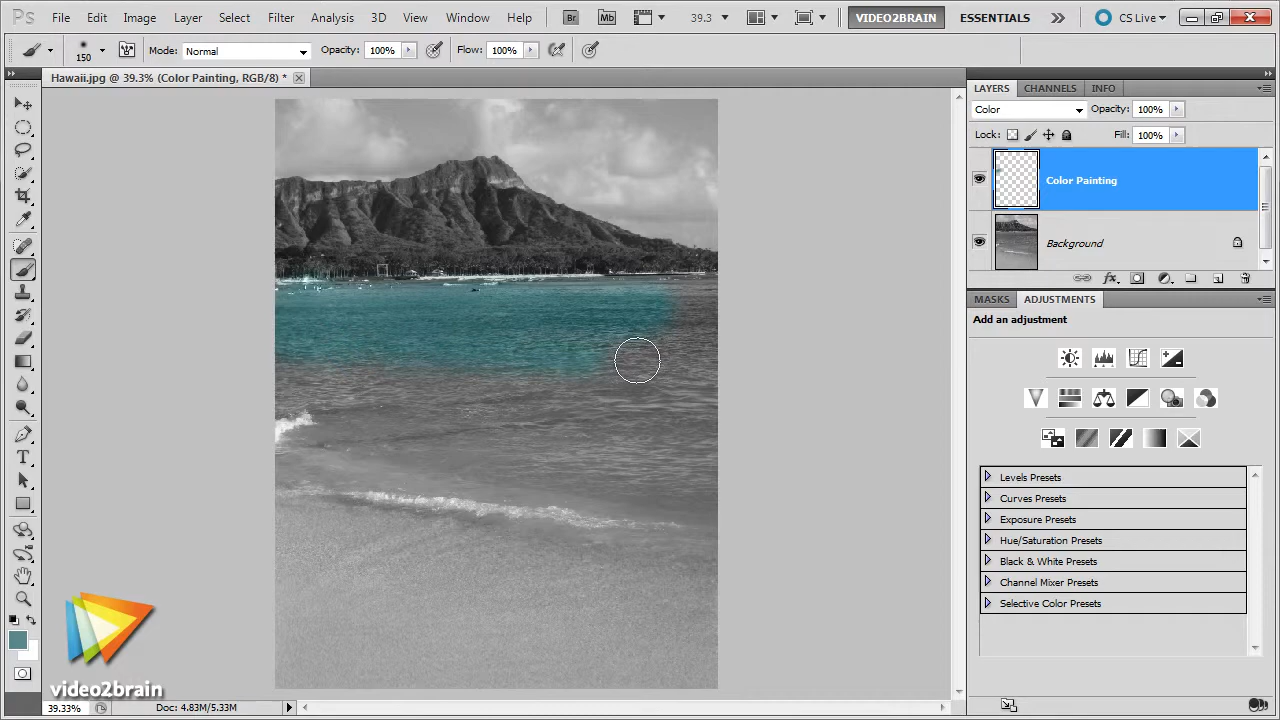 Ps File Edit Image Layer Select Filter Analysis 3D View Window Help Br Mb 39.3 VIDEO2BRAIN ESSENTIALS CS Live
150 Mode: Normal Opacity: 100% Flow: 100%
Hawaii.jpg @ 39.3% (Color Painting, RGB/8) *
LAYERS CHANNELS INFO
Color Opacity: 100%
Lock: Fill: 100%
Color Painting
Background
fx
MASKS ADJUSTMENTS
Add an adjustment
Levels Presets
Curves Presets
Exposure Presets
Hue/Saturation Presets
Black & White Presets
Channel Mixer Presets
Selective Color Presets
video2brain
39.33% Doc: 4.83M/5.33M